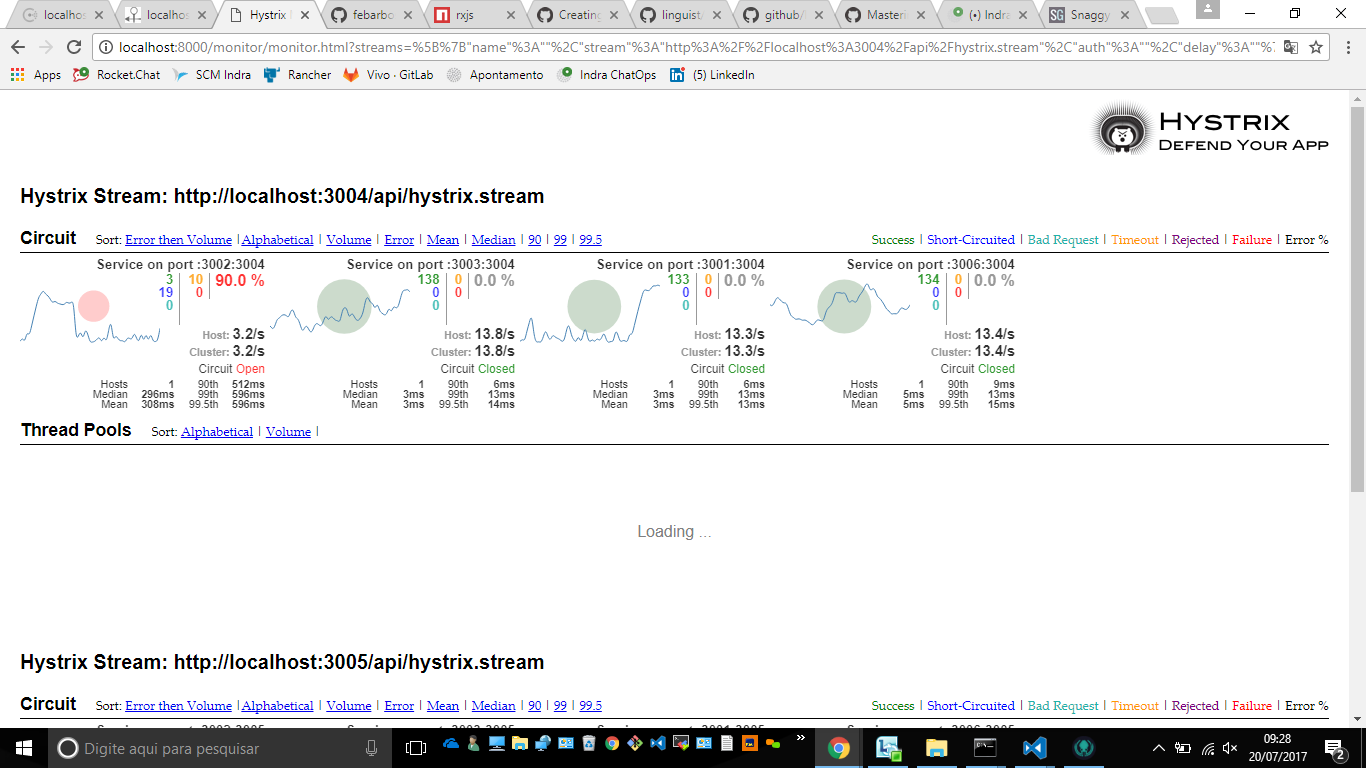 localhos
localhos
Hystrix
febarbo
rxjs
Creating
linguist/
github/
Masteri
(•) Indra
Snaggy
localhost:8000/monitor/monitor.html?streams=%5B%7B"name"%3A""%2C"stream"%3A"http%3A%2F%2Flocalhost%3A3004%2Fapi%2Fhystrix.stream"%2C"auth"%3A""%2C"delay"%3A""%
Apps Rocket.Chat SCM Indra Rancher Vivo · GitLab Apontamento Indra ChatOps (5) LinkedIn
HYSTRIX
DEFEND YOUR APP
Hystrix Stream: http://localhost:3004/api/hystrix.stream
Circuit Sort: Error then Volume | Alphabetical | Volume | Error | Mean | Median | 90 | 99 | 99.5
Success | Short-Circuited | Bad Request | Timeout | Rejected | Failure | Error %
Service on port :3002:3004
3 10 90.0 %
19 0
0
Host: 3.2/s
Cluster: 3.2/s
Circuit Open
Hosts 1 90th 512ms
Median 296ms 99th 596ms
Mean 308ms 99.5th 596ms
Service on port :3003:3004
138 0 0.0 %
0 0
0
Host: 13.8/s
Cluster: 13.8/s
Circuit Closed
Hosts 1 90th 6ms
Median 3ms 99th 13ms
Mean 3ms 99.5th 14ms
Service on port :3001:3004
133 0 0.0 %
0 0
0
Host: 13.3/s
Cluster: 13.3/s
Circuit Closed
Hosts 1 90th 6ms
Median 3ms 99th 13ms
Mean 3ms 99.5th 13ms
Service on port :3006:3004
134 0 0.0 %
0 0
0
Host: 13.4/s
Cluster: 13.4/s
Circuit Closed
Hosts 1 90th 9ms
Median 5ms 99th 13ms
Mean 5ms 99.5th 15ms
Thread Pools Sort: Alphabetical | Volume |
Loading ...
Hystrix Stream: http://localhost:3005/api/hystrix.stream
Circuit Sort: Error then Volume | Alphabetical | Volume | Error | Mean | Median | 90 | 99 | 99.5
Success | Short-Circuited | Bad Request | Timeout | Rejected | Failure | Error %
Digite aqui para pesquisar
09:28
20/07/2017
2